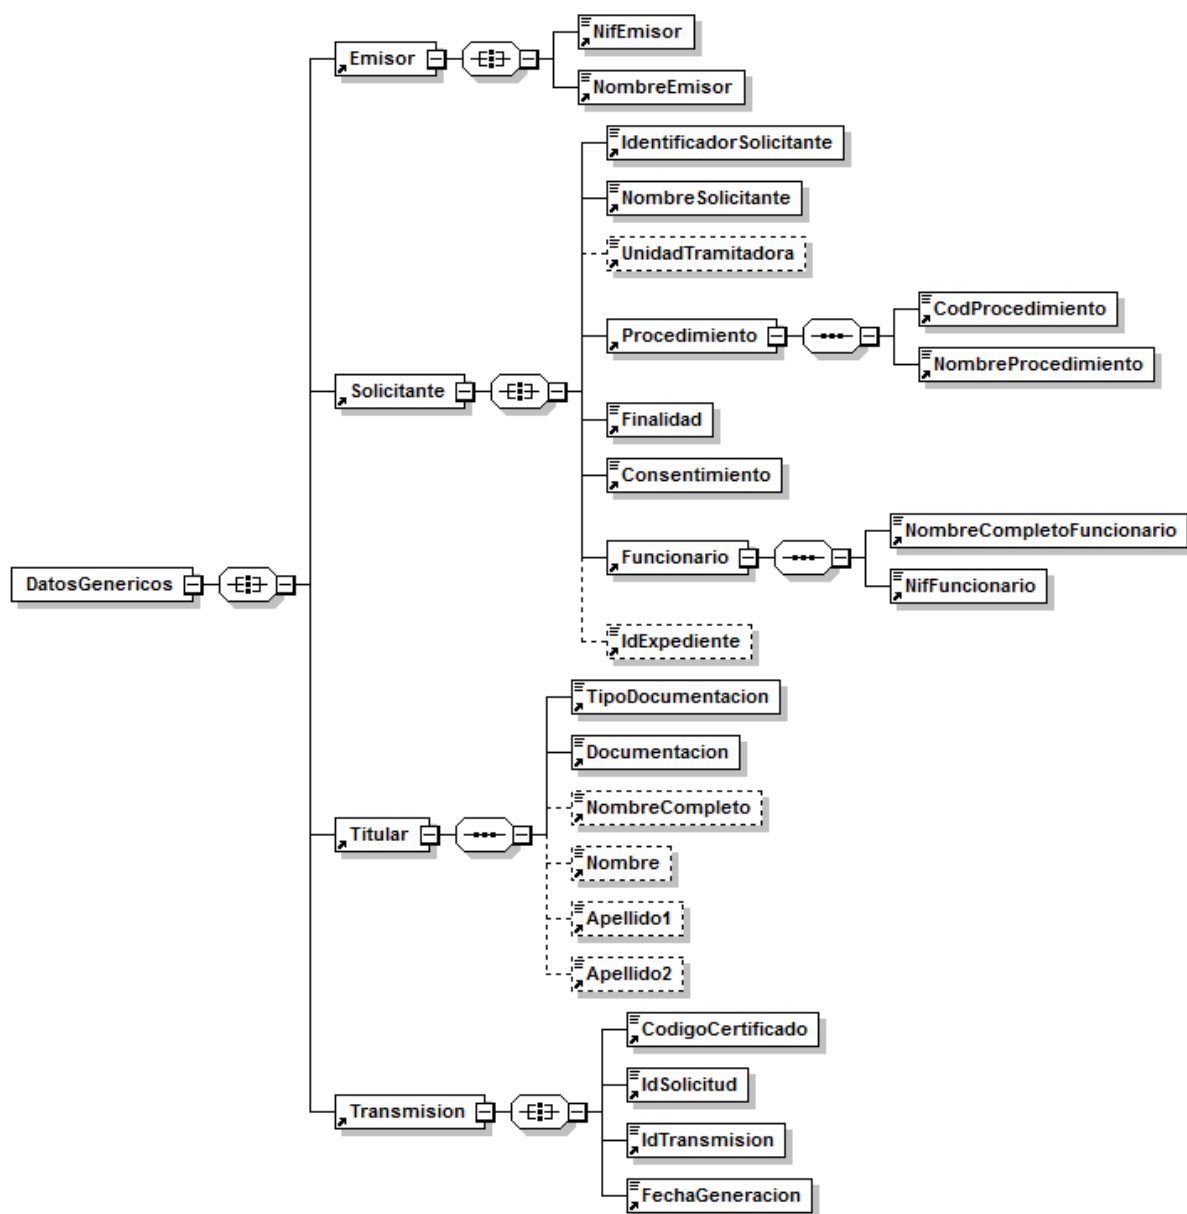 DatosGenericos
Emisor
NifEmisor
NombreEmisor
Solicitante
IdentificadorSolicitante
NombreSolicitante
UnidadTramitadora
Procedimiento
CodProcedimiento
NombreProcedimiento
Finalidad
Consentimiento
Funcionario
NombreCompletoFuncionario
NifFuncionario
IdExpediente
Titular
TipoDocumentacion
Documentacion
NombreCompleto
Nombre
Apellido1
Apellido2
Transmision
CodigoCertificado
IdSolicitud
IdTransmision
FechaGeneracion